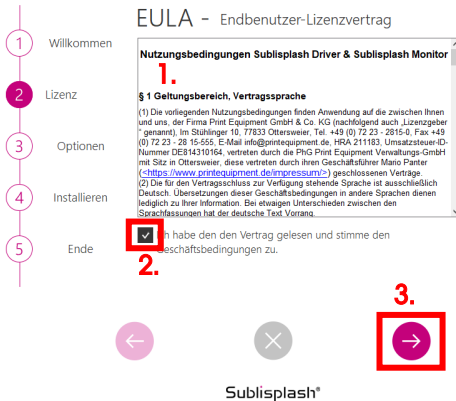 EULA - Endbenutzer-Lizenzvertrag
1 Willkommen
2 Lizenz
3 Optionen
4 Installieren
5 Ende
Nutzungsbedingungen Sublisplash Driver & Sublisplash Monitor
1.
§ 1 Geltungsbereich, Vertragssprache
(1) Die vorliegenden Nutzungsbedingungen finden Anwendung auf die zwischen Ihnen
und uns, der Firma Print Equipment GmbH & Co. KG (nachfolgend auch „Lizenzgeber
" genannt), Im Stühlinger 10, 77833 Ottersweier, Tel. +49 (0) 72 23 - 2815-0, Fax +49
(0) 72 23 - 28 15-555, E-Mail info@printequipment.de, HRA 211183, Umsatzsteuer-ID-
Nummer DE814310164, vertreten durch die PhG Print Equipment Verwaltungs-GmbH
mit Sitz in Ottersweier, diese vertreten durch ihren Geschäftsführer Mario Panter
(<https://www.printequipment.de/impressum/>) geschlossenen Verträge.
(2) Die für den Vertragsschluss zur Verfügung stehende Sprache ist ausschließlich
Deutsch. Übersetzungen dieser Geschäftsbedingungen in andere Sprachen dienen
lediglich zu Ihrer Information. Bei etwaigen Unterschieden zwischen den
Sprachfassungen hat der deutsche Text Vorrang.
Ich habe den den Vertrag gelesen und stimme den
Geschäftsbedingungen zu.
2.
3.
Sublisplash®